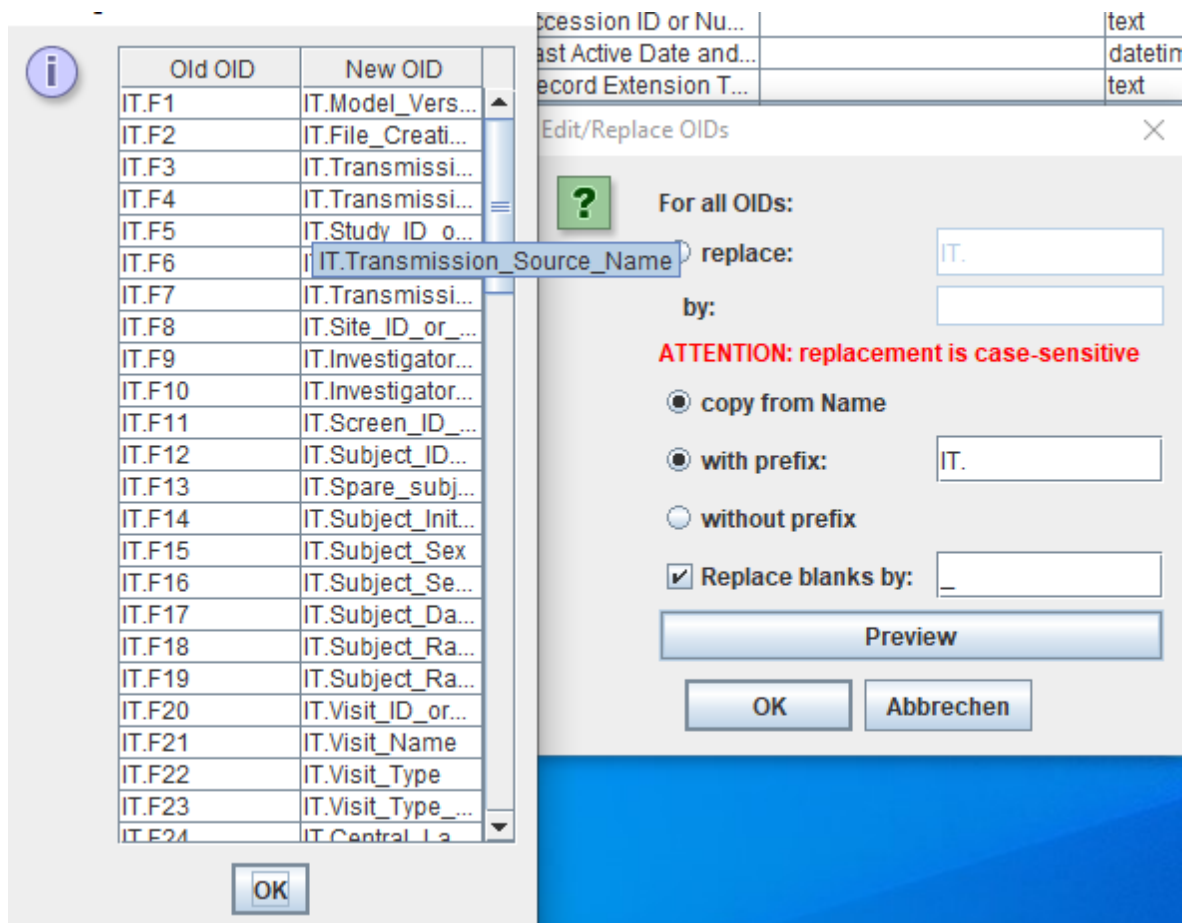 Old OID New OID
IT.F1 IT.Model_Vers...
IT.F2 IT.File_Creati...
IT.F3 IT.Transmissi...
IT.F4 IT.Transmissi...
IT.F5 IT.Study_ID_o...
IT.F6
IT.Transmission_Source_Name
IT.F7 IT.Transmissi...
IT.F8 IT.Site_ID_or_...
IT.F9 IT.Investigator...
IT.F10 IT.Investigator...
IT.F11 IT.Screen_ID_...
IT.F12 IT.Subject_ID...
IT.F13 IT.Spare_subj...
IT.F14 IT.Subject_Init...
IT.F15 IT.Subject_Sex
IT.F16 IT.Subject_Se...
IT.F17 IT.Subject_Da...
IT.F18 IT.Subject_Ra...
IT.F19 IT.Subject_Ra...
IT.F20 IT.Visit_ID_or...
IT.F21 IT.Visit_Name
IT.F22 IT.Visit_Type
IT.F23 IT.Visit_Type_...
IT.F24 IT.Central_La...
OK
ccession ID or Nu... text
ast Active Date and... datetim
ecord Extension T... text
Edit/Replace OIDs
For all OIDs:
replace: IT.
by:
ATTENTION: replacement is case-sensitive
copy from Name
with prefix: IT.
without prefix
Replace blanks by: _
Preview
OK Abbrechen